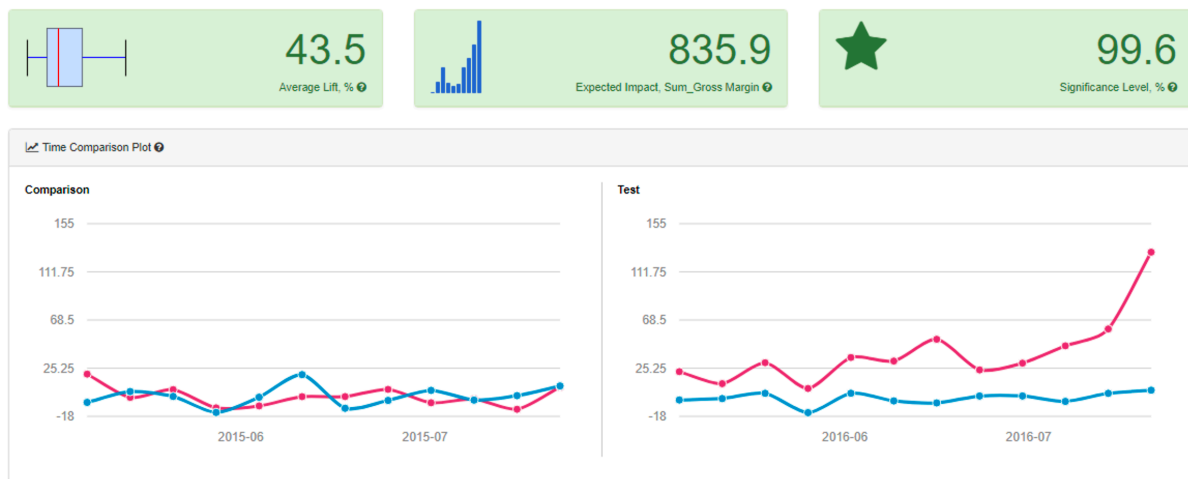 43.5
Average Lift, %
835.9
Expected Impact, Sum_Gross Margin
99.6
Significance Level, %
Time Comparison Plot
Comparison
155
111.75
68.5
25.25
-18
2015-06 2015-07
Test
155
111.75
68.5
25.25
-18
2016-06 2016-07